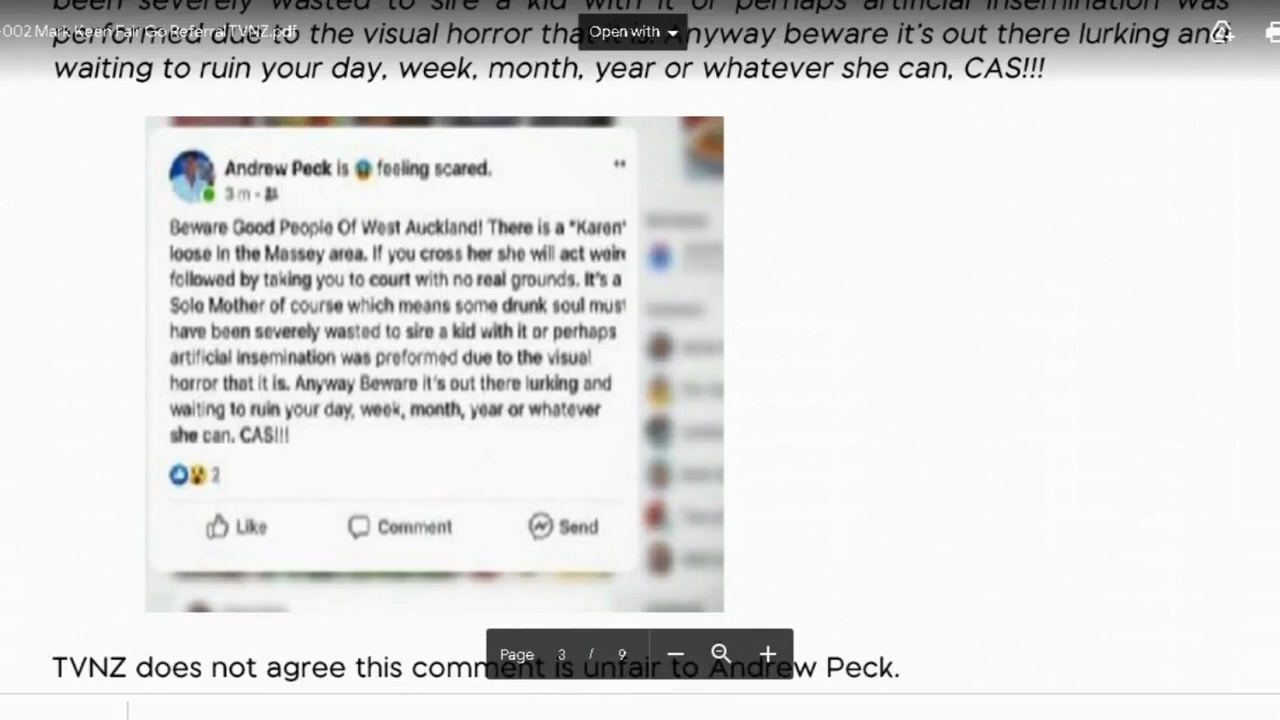 been severely wasted to sire a kid with it or perhaps artificial insemination was
-002 Mark Keen Fair Go Referral TVNZ.pdf
Open with
performed due to the visual horror that it is. Anyway beware it's out there lurking and
waiting to ruin your day, week, month, year or whatever she can, CAS!!!
Andrew Peck is feeling scared.
3 m
Beware Good People Of West Auckland! There is a "Karen"
loose in the Massey area. If you cross her she will act
followed by taking you to court with no real grounds. It's a
Solo Mother of course which means some drunk soul must
have been severely wasted to sire a kid with it or perhaps
artificial insemination was preformed due to the visual
horror that it is. Anyway Beware it's out there lurking and
waiting to ruin your day, week, month, year or whatever
she can. CAS!!!
2
Like
Comment
Send
Page 3 / 9
TVNZ does not agree this comment is unfair to Andrew Peck.